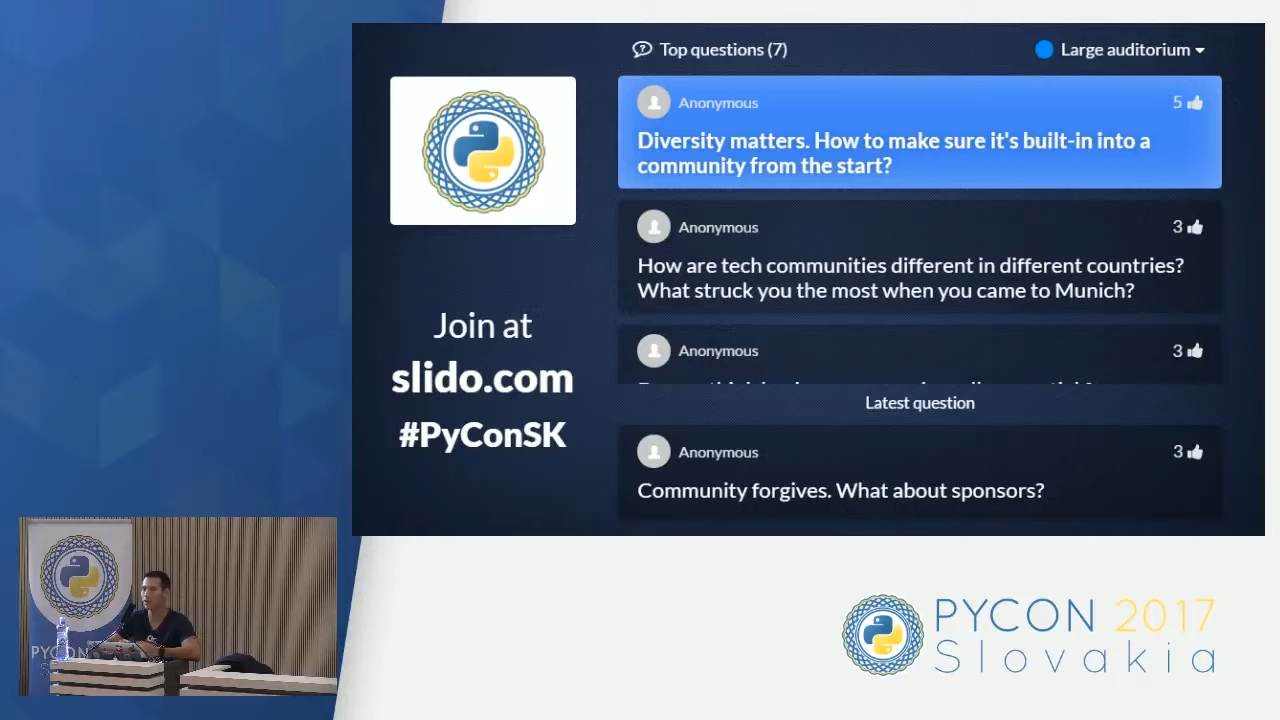 Top questions (7)
Large auditorium
Anonymous
5
Diversity matters. How to make sure it's built-in into a
community from the start?
Anonymous
3
How are tech communities different in different countries?
What struck you the most when you came to Munich?
Anonymous
3
Latest question
Anonymous
3
Community forgives. What about sponsors?
Join at
slido.com
#PyConSK
PYCON
PYCON 2017
Slovakia